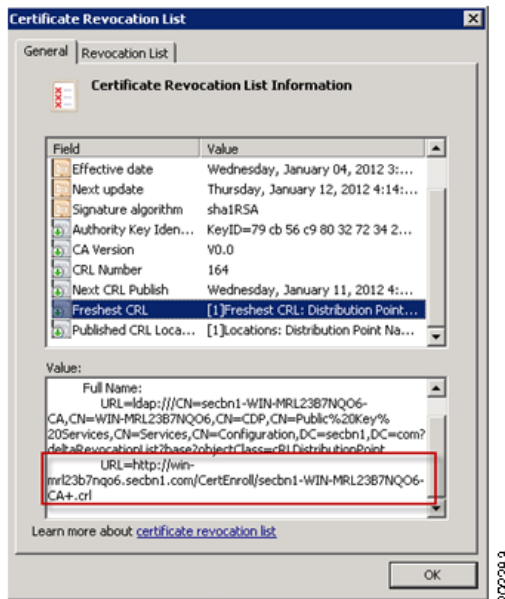 Certificate Revocation List
General Revocation List
Certificate Revocation List Information
Field Value
Effective date Wednesday, January 04, 2012 3:...
Next update Thursday, January 12, 2012 4:14:...
Signature algorithm sha1RSA
Authority Key Iden... KeyID=79 cb 56 c9 80 32 72 34 2...
CA Version V0.0
CRL Number 164
Next CRL Publish Wednesday, January 11, 2012 4:...
Freshest CRL [1]Freshest CRL: Distribution Point...
Published CRL Loca... [1]Locations: Distribution Point Na...
Value:
Full Name:
URL=ldap:///CN=secbn1-WIN-MRL23B7NQO6-
CA,CN=WIN-MRL23B7NQO6,CN=CDP,CN=Public%20Key%
20Services,CN=Services,CN=Configuration,DC=secbn1,DC=com?
deltaRevocationList?base?objectClass=cRLDistributionPoint
URL=http://win-
mrl23b7nqo6.secbn1.com/CertEnroll/secbn1-WIN-MRL23B7NQO6-
CA+.crl
Learn more about certificate revocation list
OK